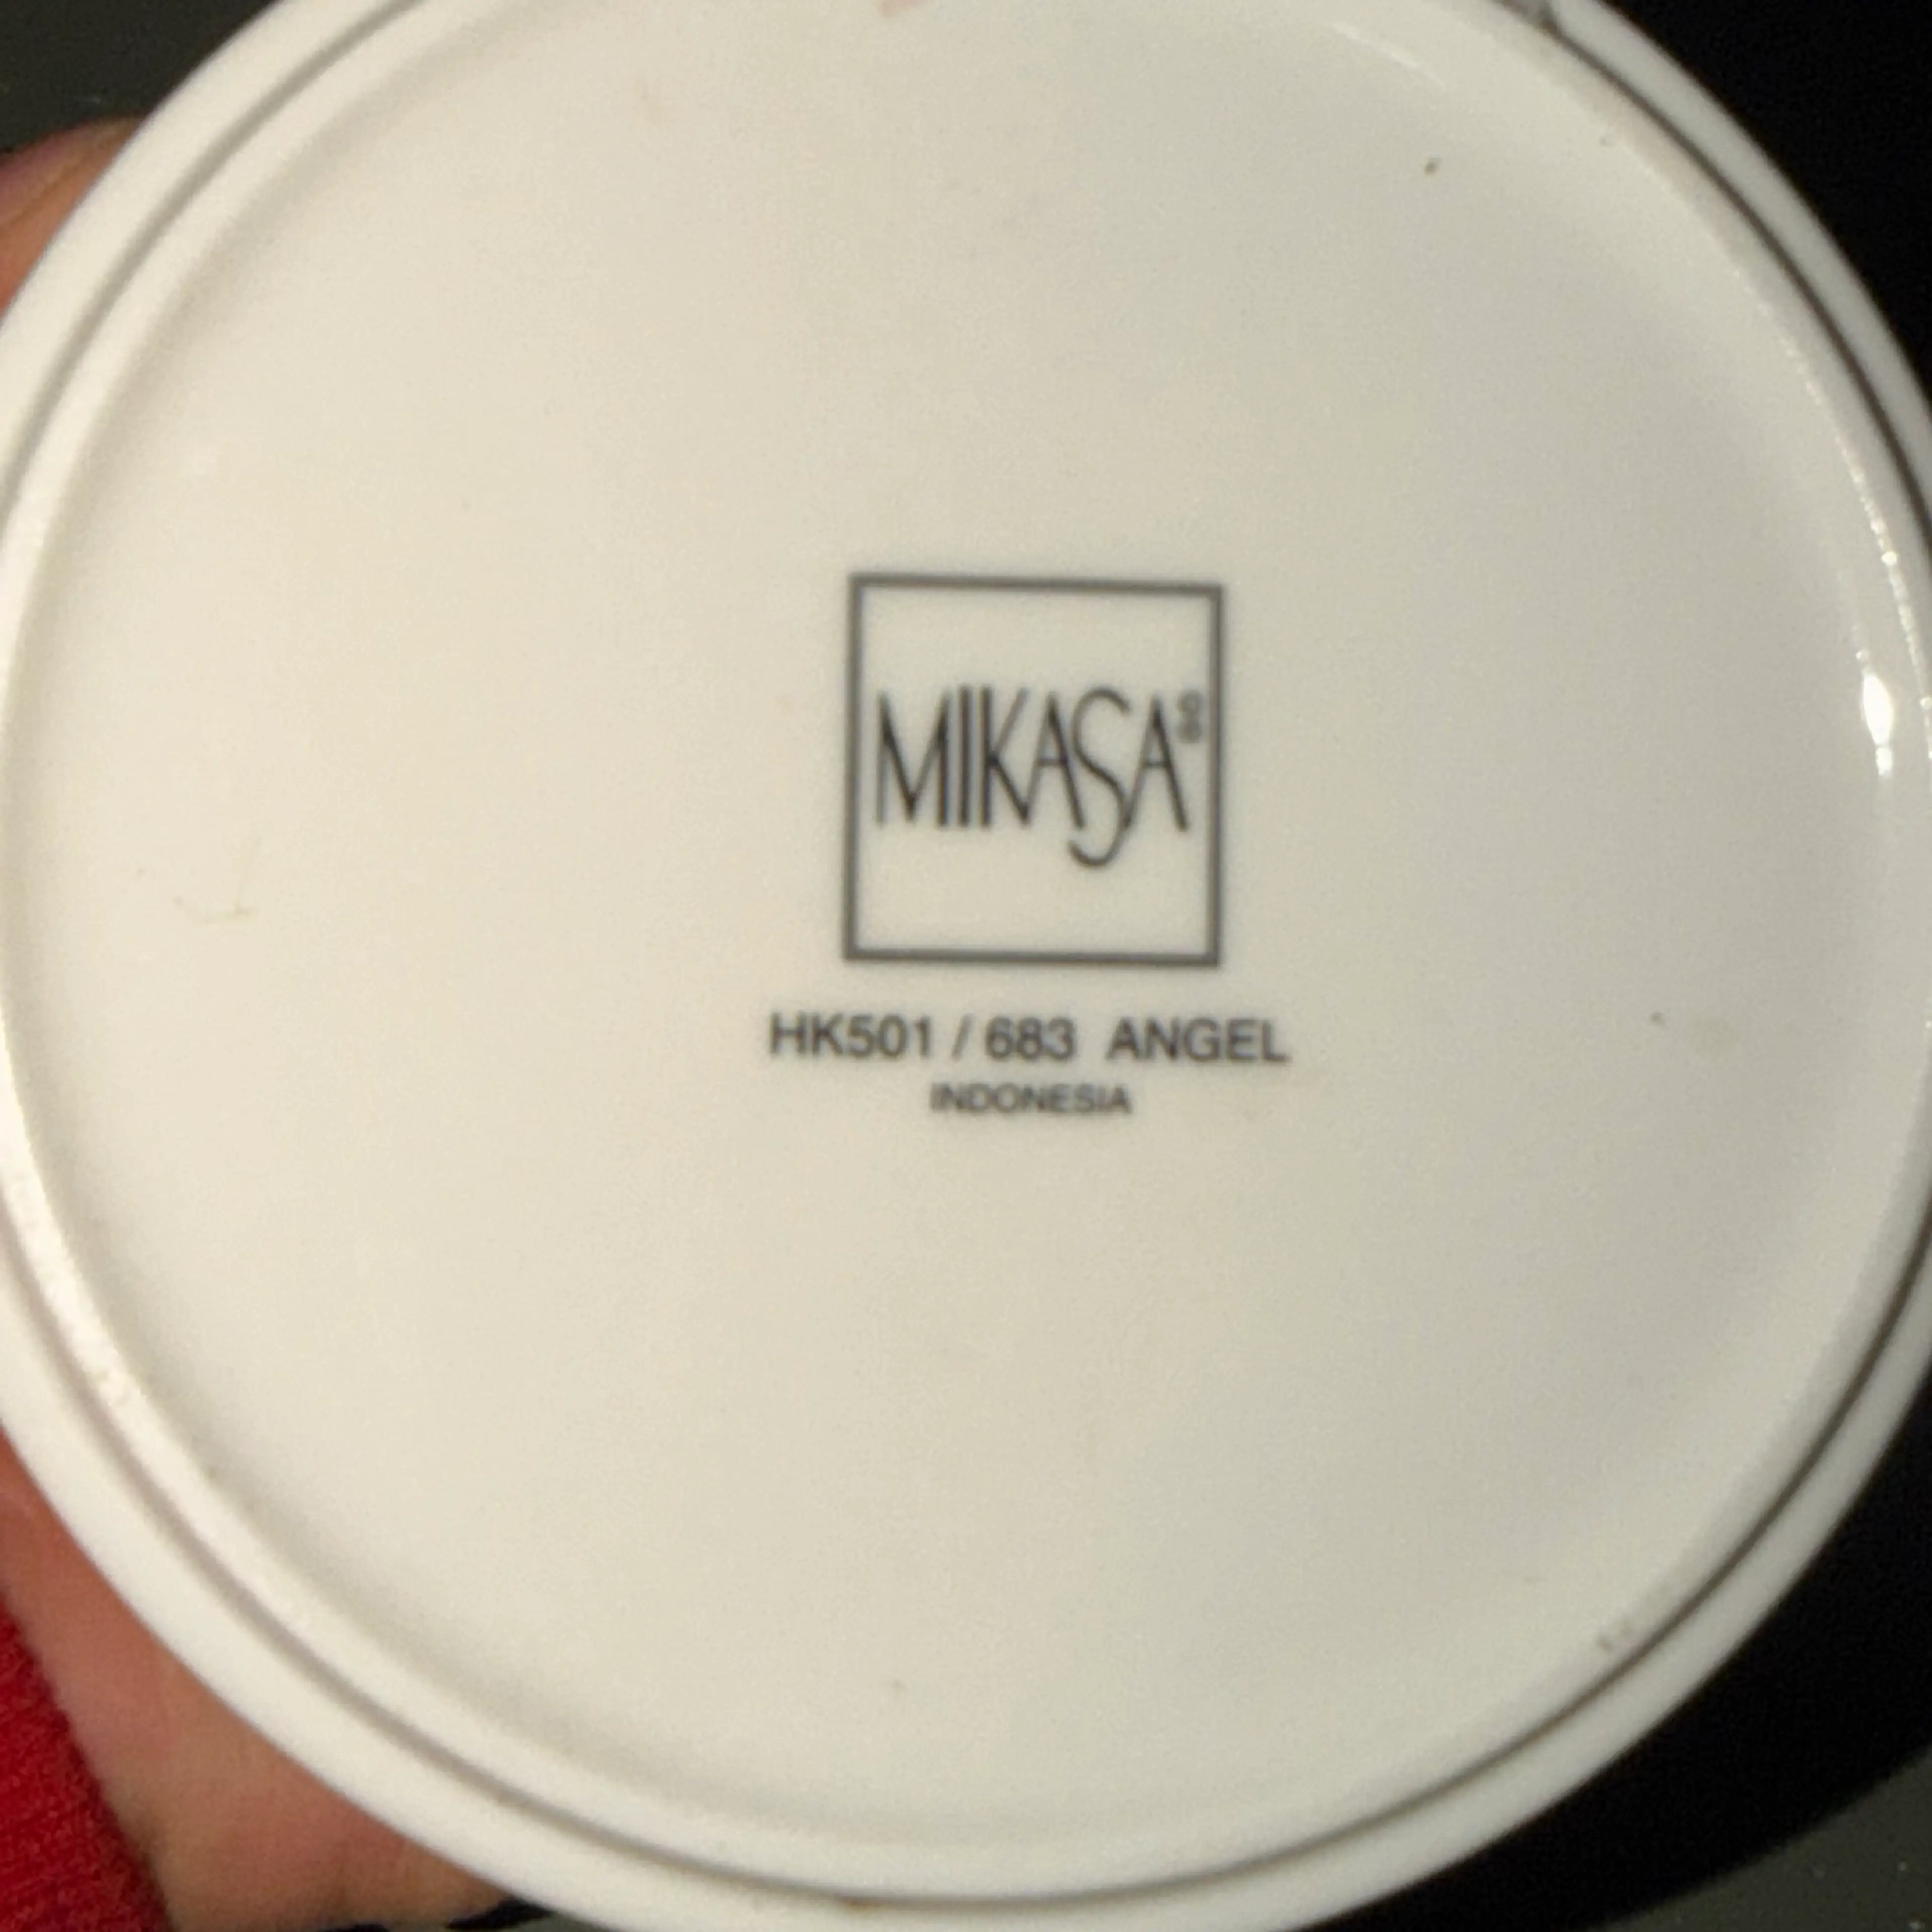 MIKASA
HK501 / 683 ANGEL
INDONESIA